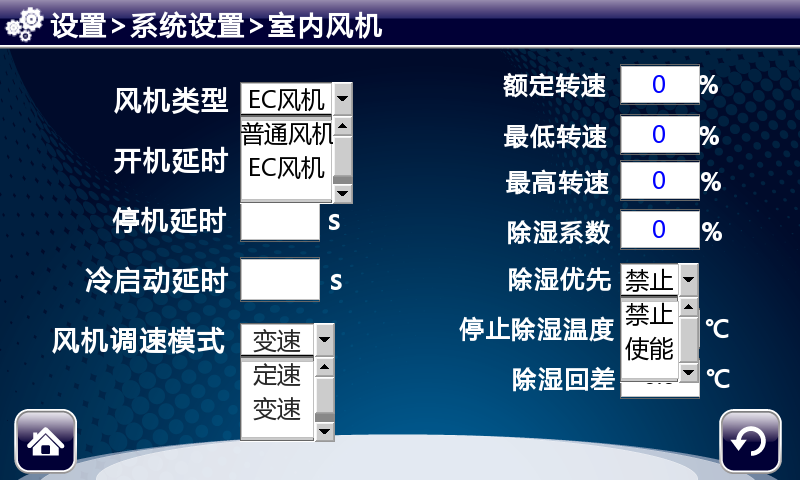 设置>系统设置>室内风机
风机类型 EC风机
普通风机
EC风机
开机延时
停机延时 s
冷启动延时 s
风机调速模式 变速
定速
变速
额定转速 0 %
最低转速 0 %
最高转速 0 %
除湿系数 0 %
除湿优先 禁止
禁止
使能
停止除湿温度 ℃
除湿回差 ℃